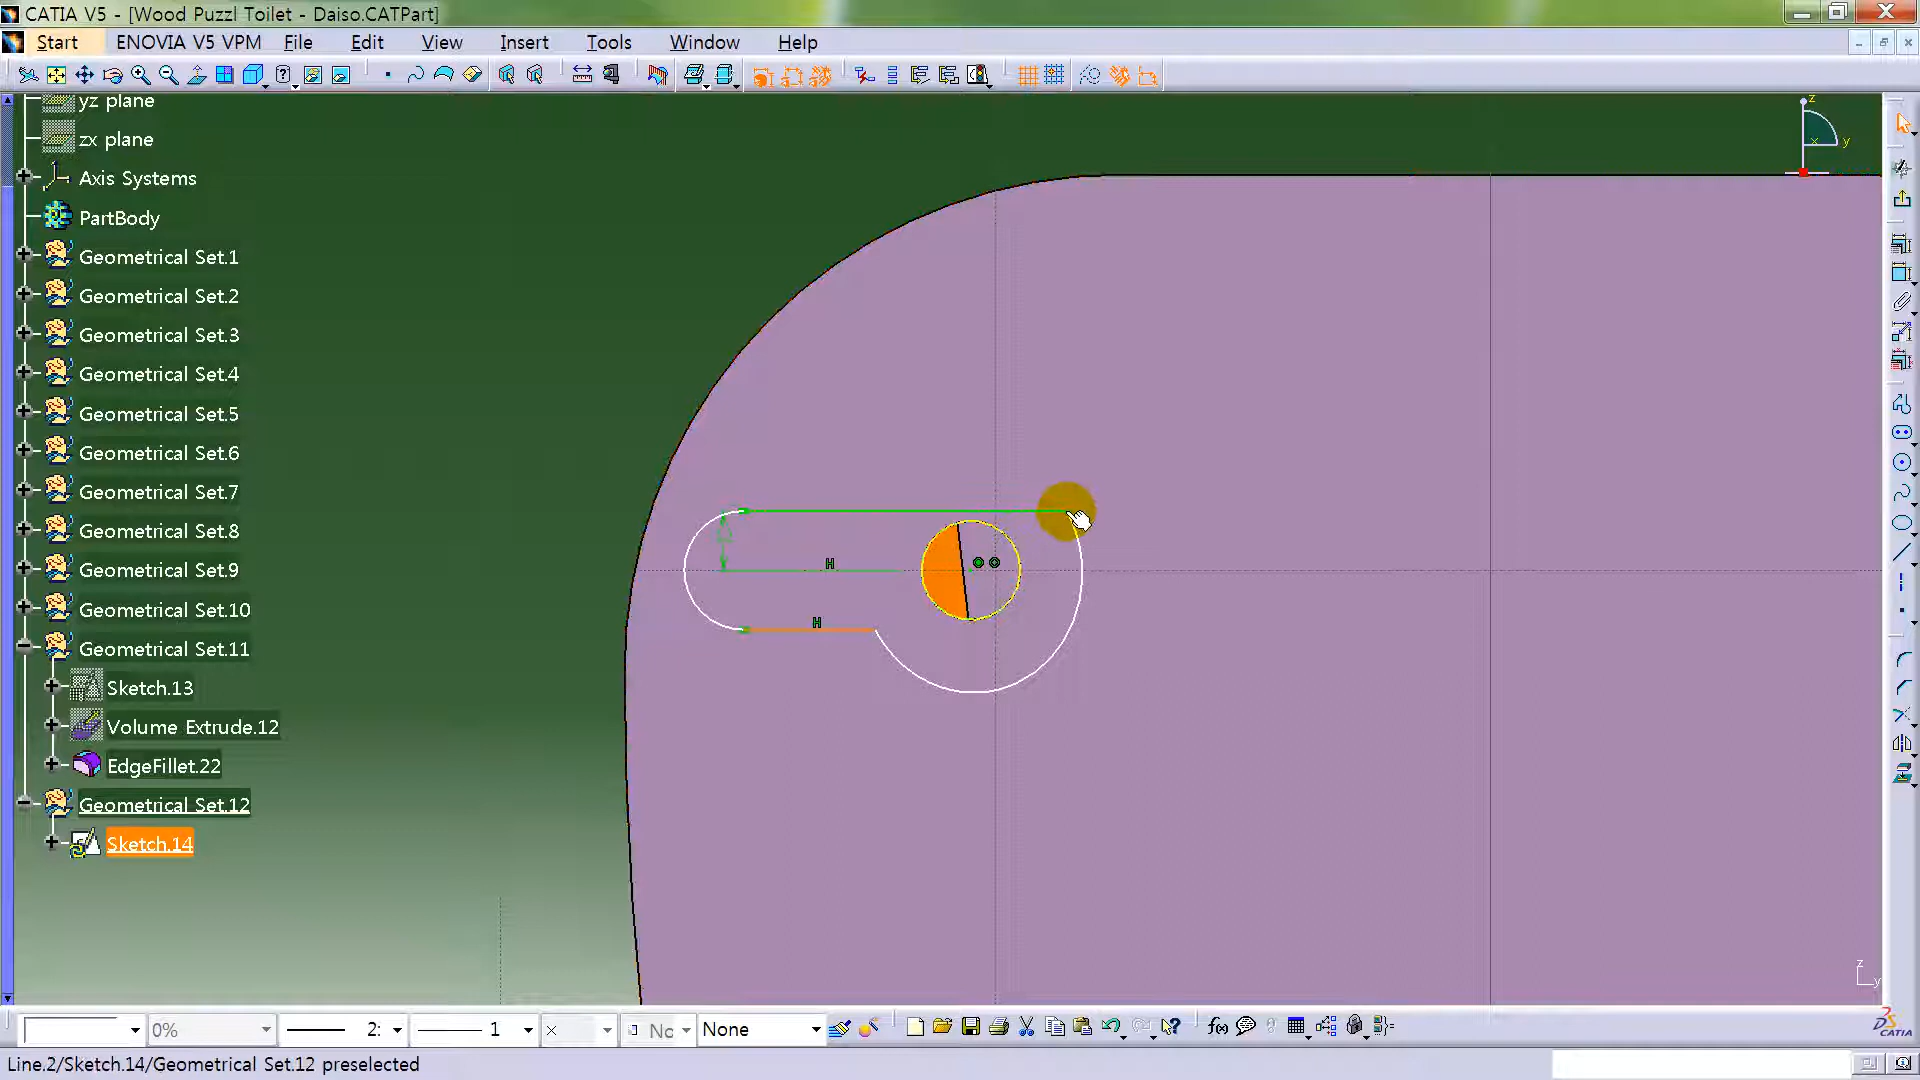 CATIA V5 - [Wood Puzzl Toilet - Daiso.CATPart]
Start ENOVIA V5 VPM File Edit View Insert Tools Window Help
yz plane
zx plane
Axis Systems
PartBody
Geometrical Set.1
Geometrical Set.2
Geometrical Set.3
Geometrical Set.4
Geometrical Set.5
Geometrical Set.6
Geometrical Set.7
Geometrical Set.8
Geometrical Set.9
Geometrical Set.10
Geometrical Set.11
Sketch.13
Volume Extrude.12
EdgeFillet.22
Geometrical Set.12
Sketch.14
z
x
y
H
H
z
y
0% 2: 1 No None
CATIA
Line.2/Sketch.14/Geometrical Set.12 preselected